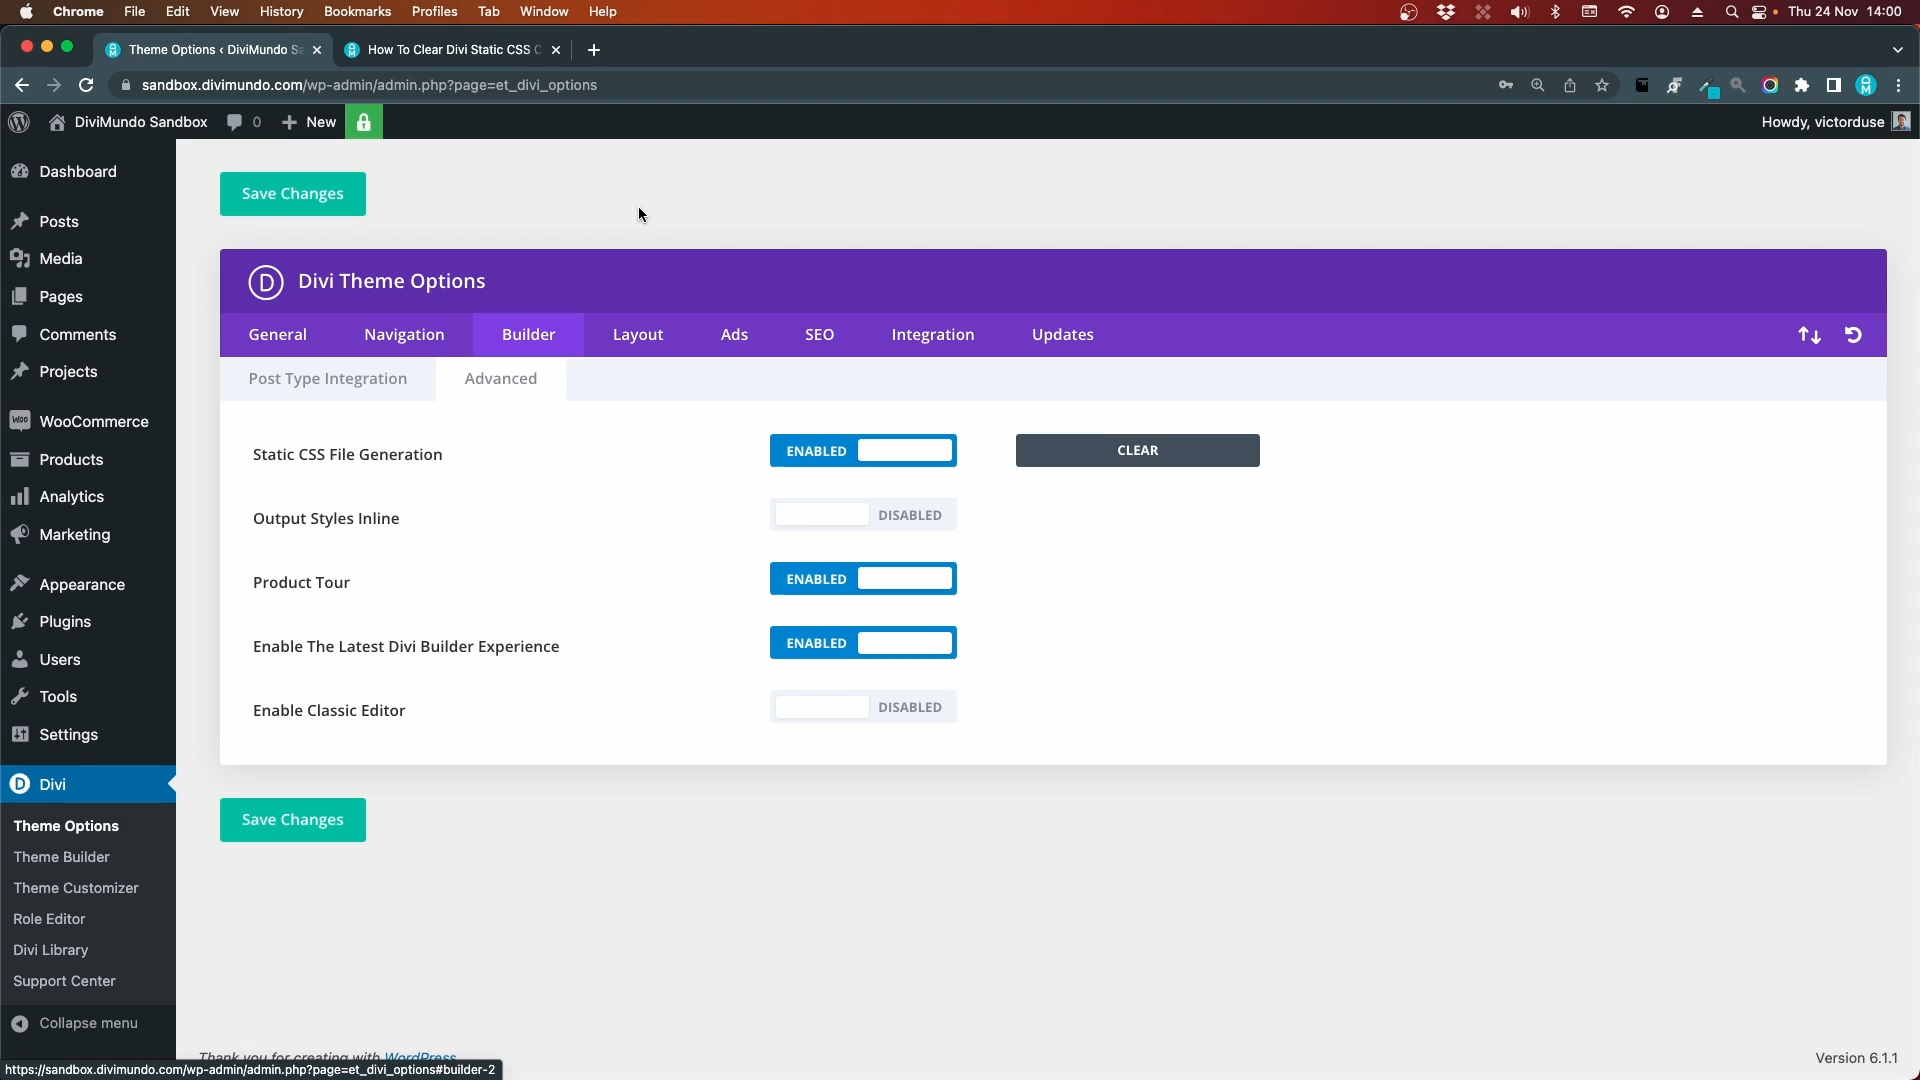 Chrome File Edit View History Bookmarks Profiles Tab Window Help
Thu 24 Nov 14:00
Theme Options ‹ DiviMundo Sa
How To Clear Divi Static CSS C
sandbox.divimundo.com/wp-admin/admin.php?page=et_divi_options
DiviMundo Sandbox 0 New
Howdy, victorduse
Dashboard
Posts
Media
Pages
Comments
Projects
WooCommerce
Products
Analytics
Marketing
Appearance
Plugins
Users
Tools
Settings
Divi
Theme Options
Theme Builder
Theme Customizer
Role Editor
Divi Library
Support Center
Collapse menu
Save Changes
Divi Theme Options
General Navigation Builder Layout Ads SEO Integration Updates
Post Type Integration Advanced
Static CSS File Generation ENABLED CLEAR
Output Styles Inline DISABLED
Product Tour ENABLED
Enable The Latest Divi Builder Experience ENABLED
Enable Classic Editor DISABLED
Save Changes
Thank you for creating with WordPress
Version 6.1.1
https://sandbox.divimundo.com/wp-admin/admin.php?page=et_divi_options#builder-2